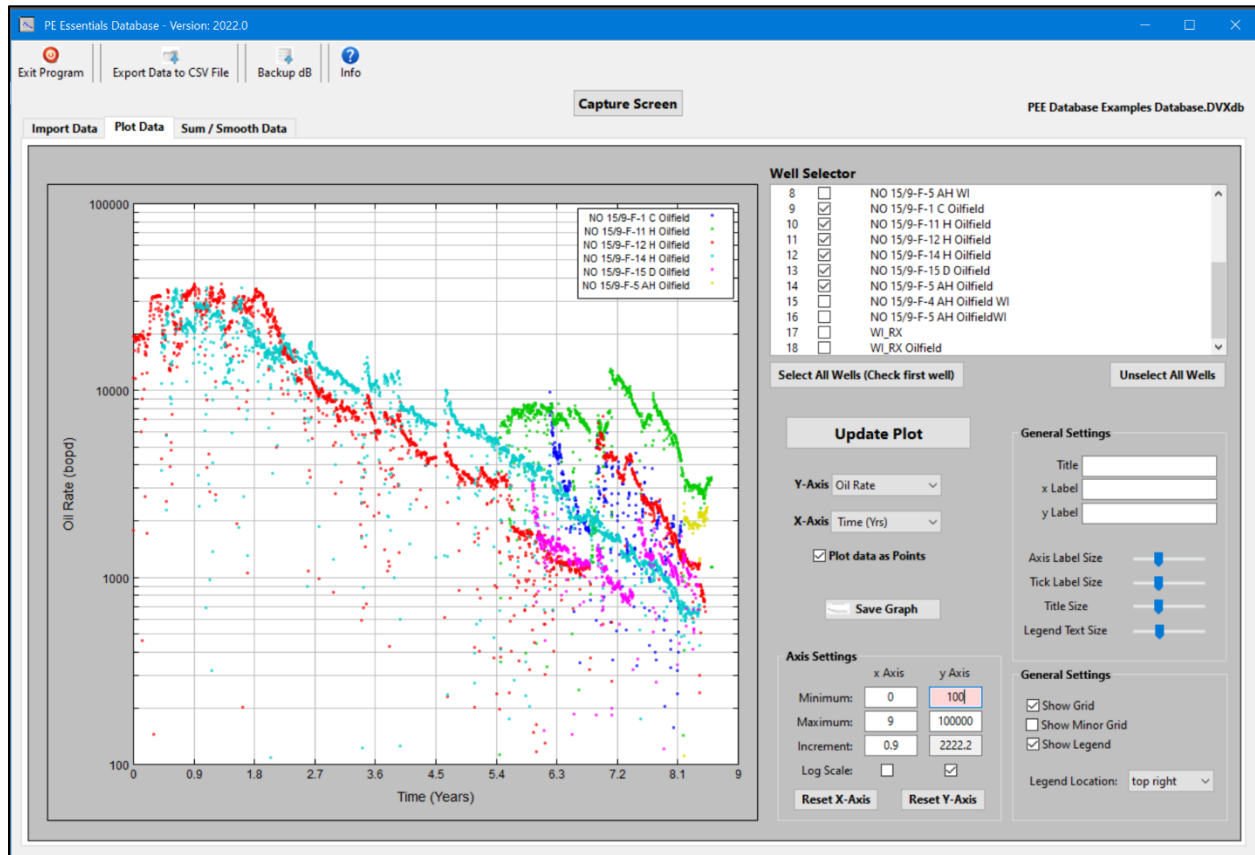 PE Essentials Database - Version: 2022.0
Exit Program
Export Data to CSV File
Backup dB
Info
Capture Screen
PEE Database Examples Database.DVXdb
Import Data
Plot Data
Sum / Smooth Data
100000
10000
1000
100
Oil Rate (bopd)
NO 15/9-F-1 C Oilfield
NO 15/9-F-11 H Oilfield
NO 15/9-F-12 H Oilfield
NO 15/9-F-14 H Oilfield
NO 15/9-F-15 D Oilfield
NO 15/9-F-5 AH Oilfield
0 0.9 1.8 2.7 3.6 4.5 5.4 6.3 7.2 8.1 9
Time (Years)
Well Selector
8 NO 15/9-F-5 AH WI
9 NO 15/9-F-1 C Oilfield
10 NO 15/9-F-11 H Oilfield
11 NO 15/9-F-12 H Oilfield
12 NO 15/9-F-14 H Oilfield
13 NO 15/9-F-15 D Oilfield
14 NO 15/9-F-5 AH Oilfield
15 NO 15/9-F-4 AH Oilfield WI
16 NO 15/9-F-5 AH OilfieldWI
17 WI_RX
18 WI_RX Oilfield
Select All Wells (Check first well)
Unselect All Wells
Update Plot
Y-Axis Oil Rate
X-Axis Time (Yrs)
Plot data as Points
Save Graph
Axis Settings
x Axis y Axis
Minimum: 0 100
Maximum: 9 100000
Increment: 0.9 2222.2
Log Scale:
Reset X-Axis
Reset Y-Axis
General Settings
Title
x Label
y Label
Axis Label Size
Tick Label Size
Title Size
Legend Text Size
General Settings
Show Grid
Show Minor Grid
Show Legend
Legend Location: top right